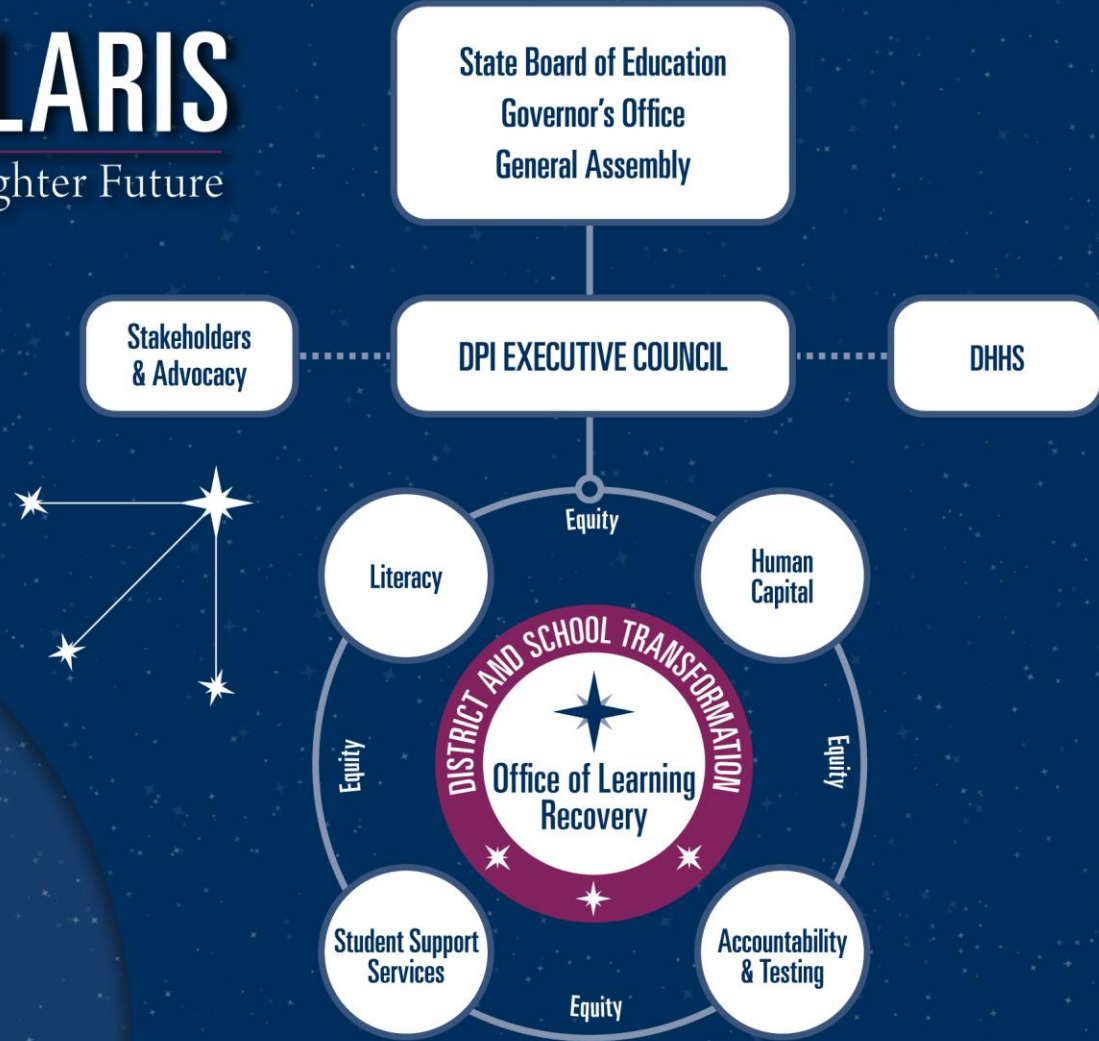 LARIS
ghter Future
State Board of Education
Governor's Office
General Assembly
Stakeholders
& Advocacy
DPI EXECUTIVE COUNCIL
DHHS
Equity
Literacy
Human
Capital
DISTRICT AND SCHOOL TRANSFORMATION
Equity
Office of Learning
Recovery
Equity
Student Support
Services
Accountability
& Testing
Equity